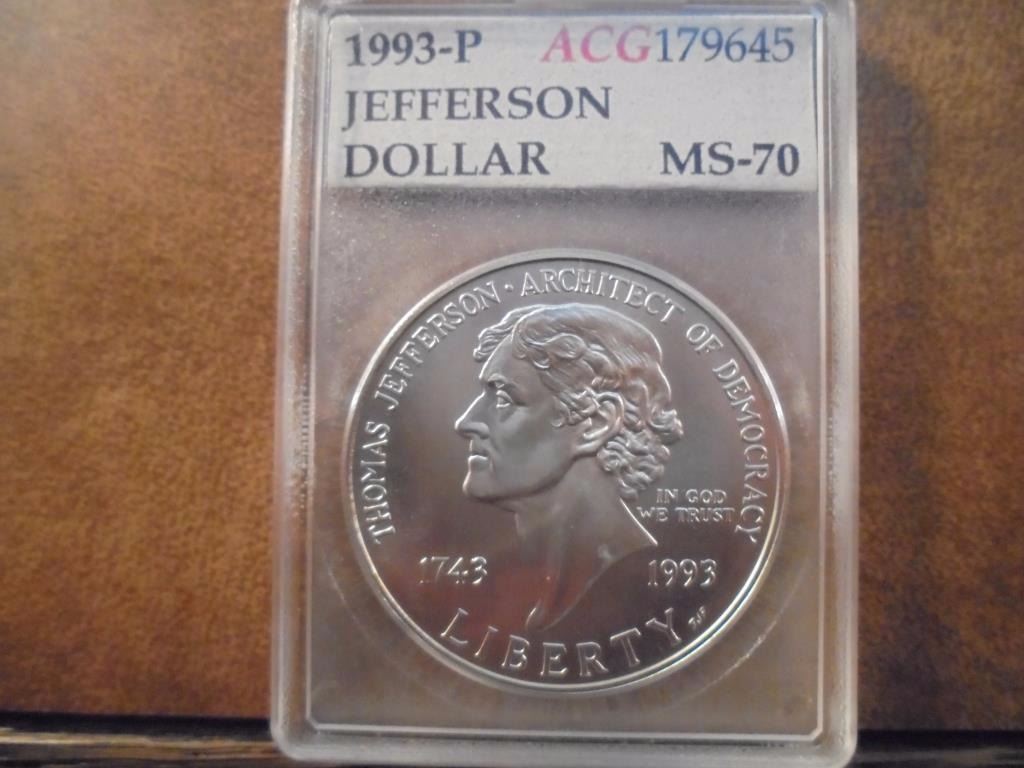 1993-P ACG179645
JEFFERSON
DOLLAR MS-70
THOMAS JEFFERSON · ARCHITECT OF DEMOCRACY
IN GOD
WE TRUST
1743 1993
LIBERTY